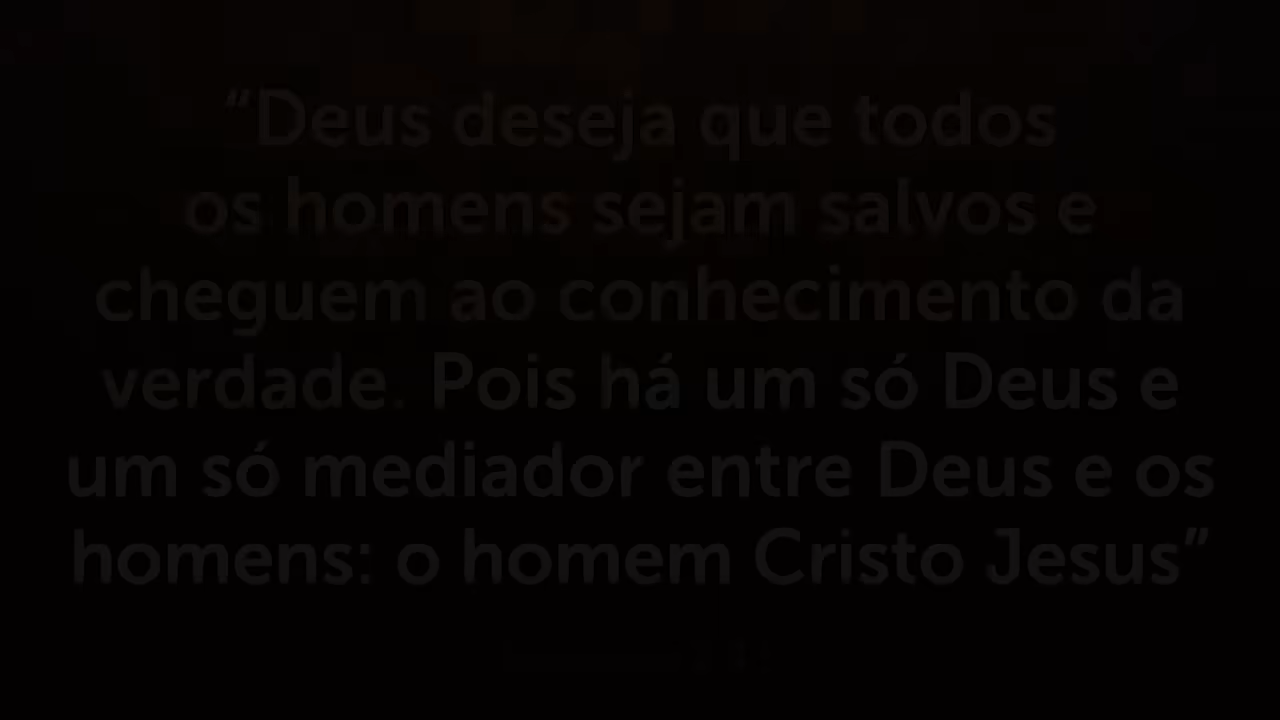 “Deus deseja que todos
os homens sejam salvos e
cheguem ao conhecimento da
verdade. Pois há um só Deus e
um só mediador entre Deus e os
homens: o homem Cristo Jesus”